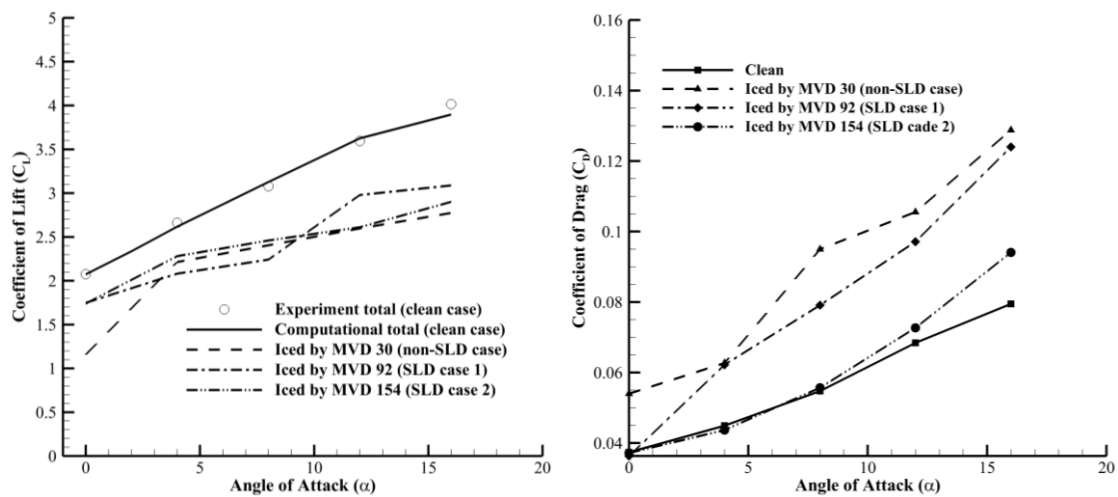 5
4.5
4
3.5
3
2.5
2
1.5
1
0.5
0
0
5
10
15
20
Coefficient of Lift (CL)
Angle of Attack (α)
Experiment total (clean case)
Computational total (clean case)
Iced by MVD 30 (non-SLD case)
Iced by MVD 92 (SLD case 1)
Iced by MVD 154 (SLD case 2)
0.16
0.14
0.12
0.1
0.08
0.06
0.04
0
5
10
15
20
Coefficient of Drag (CD)
Angle of Attack (α)
Clean
Iced by MVD 30 (non-SLD case)
Iced by MVD 92 (SLD case 1)
Iced by MVD 154 (SLD cade 2)